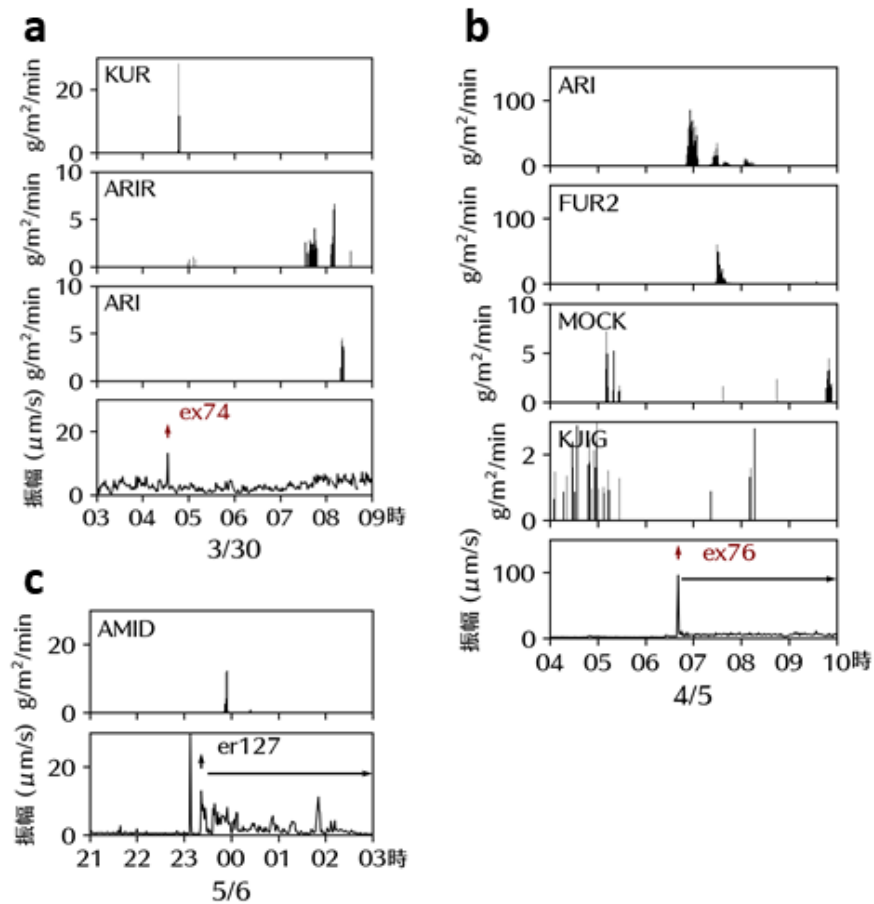 a
KUR
g/m²/min
20
0
ARIR
g/m²/min
10
5
0
ARI
g/m²/min
10
5
0
ex74
振幅 (μm/s)
20
0
03 04 05 06 07 08 09時
3/30
b
ARI
g/m²/min
100
0
FUR2
g/m²/min
100
0
MOCK
g/m²/min
10
5
0
KJIG
g/m²/min
2
0
ex76
振幅 (μm/s)
100
0
04 05 06 07 08 09 10時
4/5
c
AMID
g/m²/min
20
0
er127
振幅 (μm/s)
20
0
21 22 23 00 01 02 03時
5/6